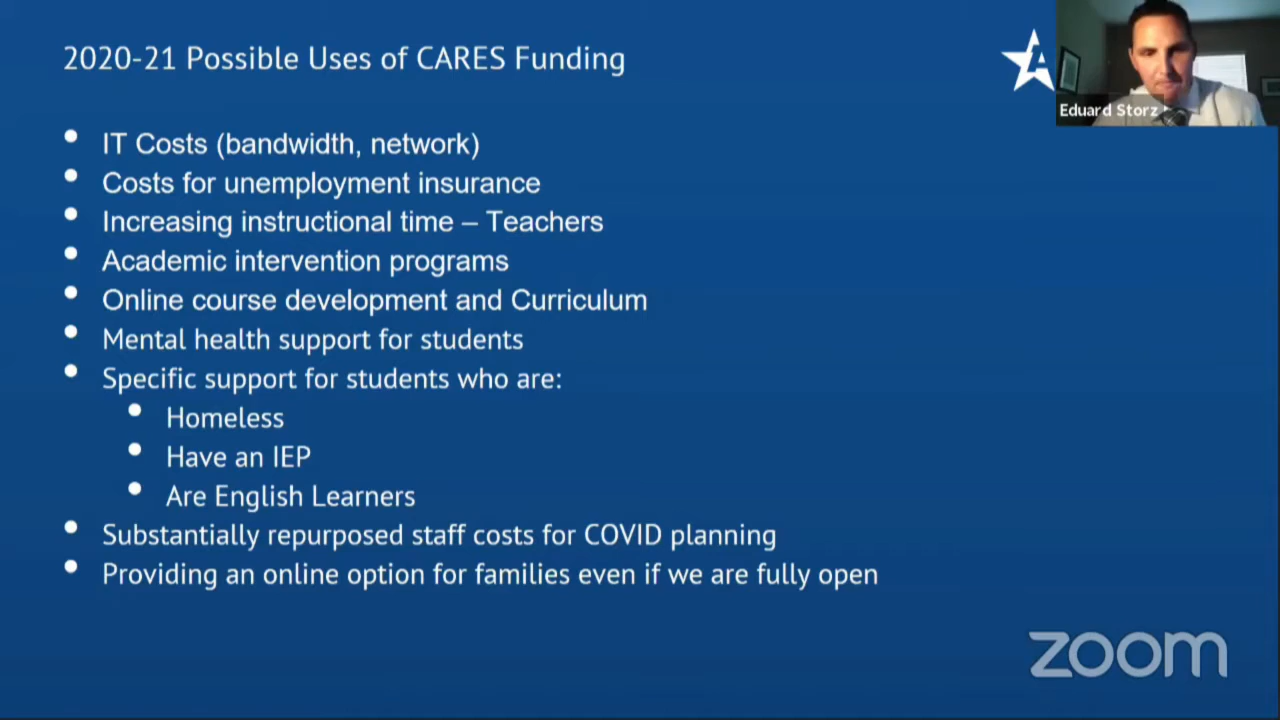 2020-21 Possible Uses of CARES Funding
Eduard Storz
IT Costs (bandwidth, network)
Costs for unemployment insurance
Increasing instructional time – Teachers
Academic intervention programs
Online course development and Curriculum
Mental health support for students
Specific support for students who are:
Homeless
Have an IEP
Are English Learners
Substantially repurposed staff costs for COVID planning
Providing an online option for families even if we are fully open
zoom